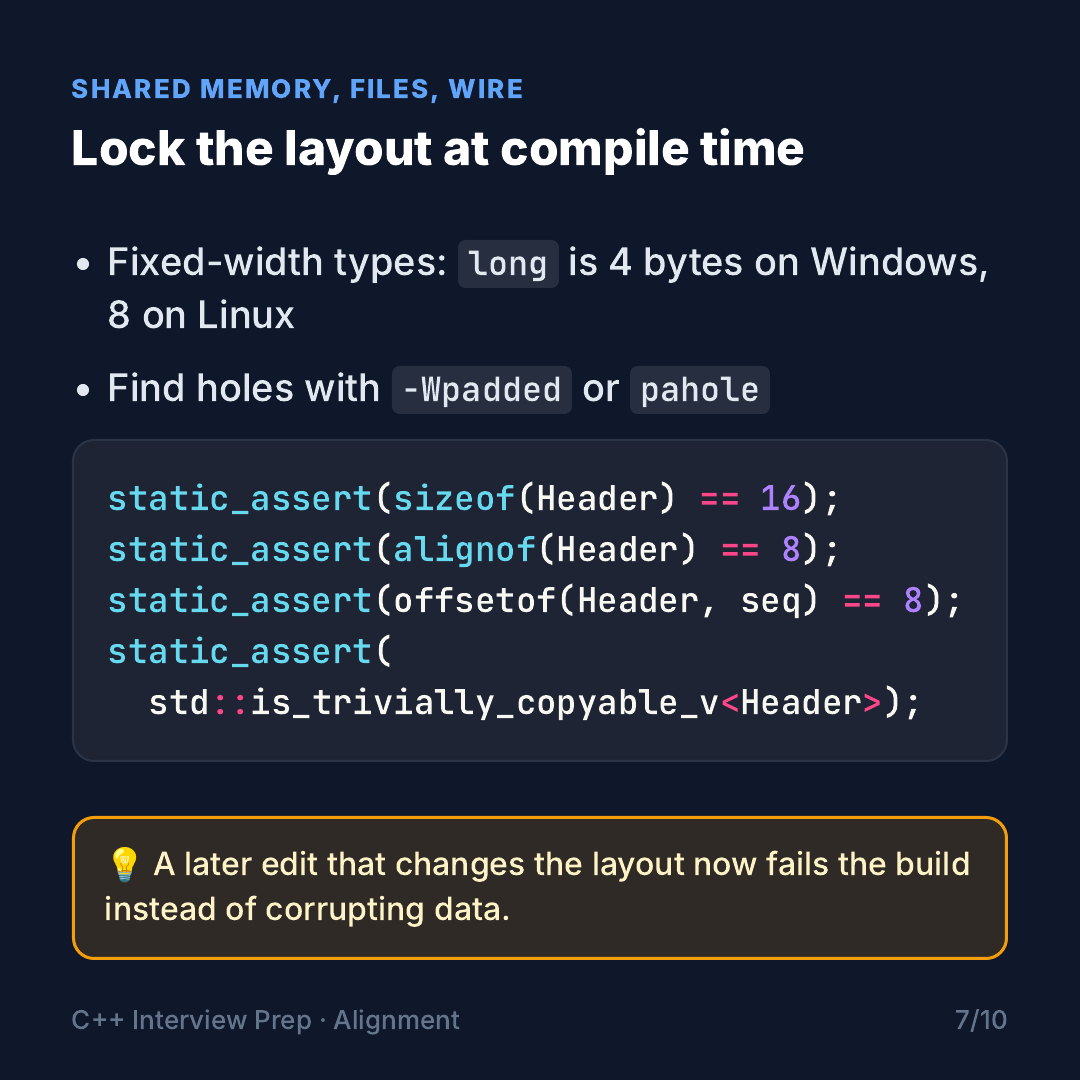 SHARED MEMORY, FILES, WIRE
Lock the layout at compile time
• Fixed-width types: long is 4 bytes on Windows,
8 on Linux
• Find holes with -Wpadded or pahole
static_assert(sizeof(Header) == 16);
static_assert(alignof(Header) == 8);
static_assert(offsetof(Header, seq) == 8);
static_assert(
  std::is_trivially_copyable_v<Header>);
💡 A later edit that changes the layout now fails the build
instead of corrupting data.
C++ Interview Prep · Alignment
7/10